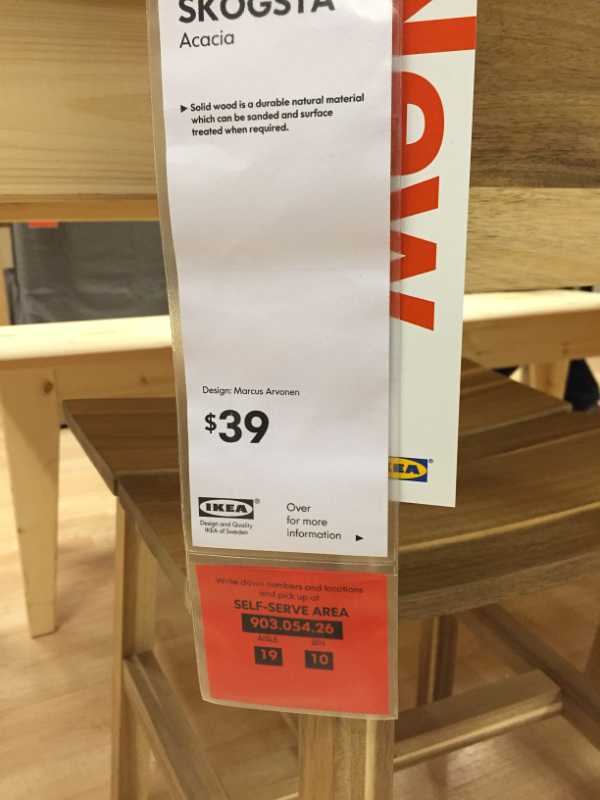 SKOGSTA
Acacia
▶ Solid wood is a durable natural material
which can be sanded and surface
treated when required.
Design: Marcus Arvonen
$39
IKEA®
Design and Quality
IKEA of Sweden
Over
for more
information ▶
Write down numbers and locations
and pick up at
SELF-SERVE AREA
903.054.26
AISLE BIN
19 10
New
IKEA®